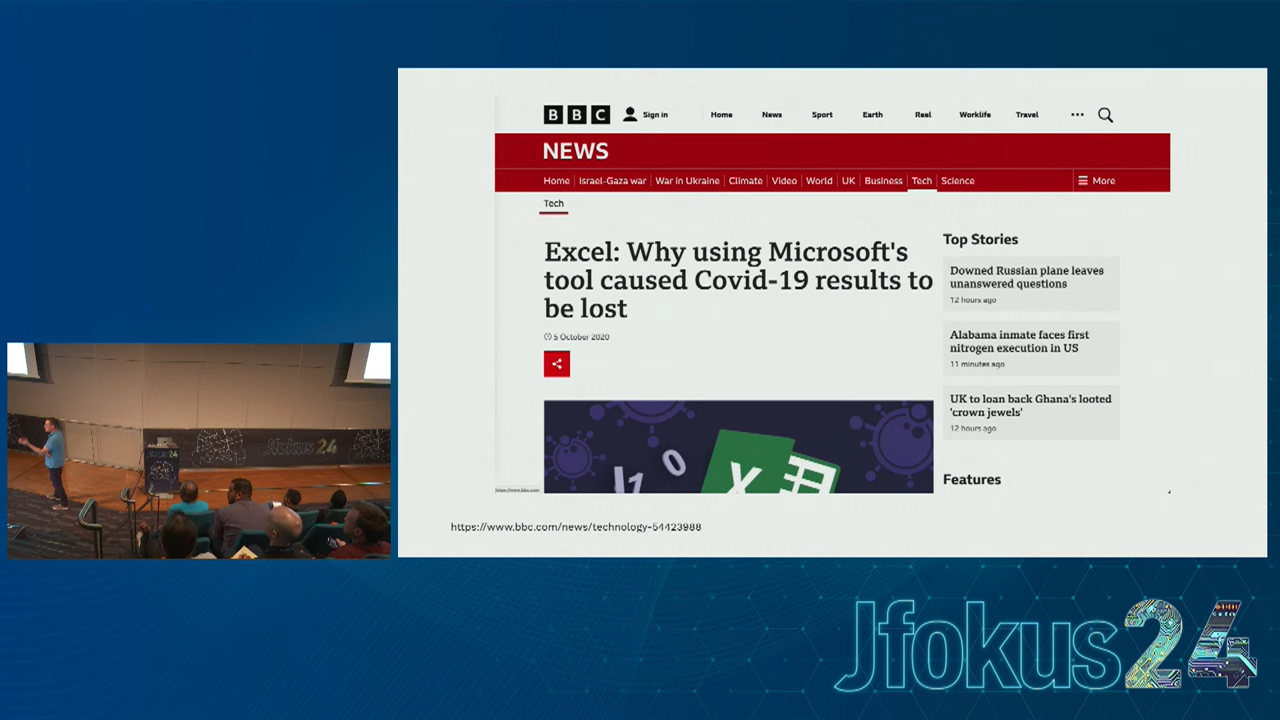 BBC
Sign in
Home
News
Sport
Earth
Reel
Worklife
Travel
NEWS
Home
Israel-Gaza war
War in Ukraine
Climate
Video
World
UK
Business
Tech
Science
More
Tech
Excel: Why using Microsoft's
tool caused Covid-19 results to
be lost
5 October 2020
Top Stories
Downed Russian plane leaves
unanswered questions
12 hours ago
Alabama inmate faces first
nitrogen execution in US
11 minutes ago
UK to loan back Ghana's looted
'crown jewels'
12 hours ago
Features
https://www.bbc.com/news/technology-54423988
Jfokus 24
Jfokus24